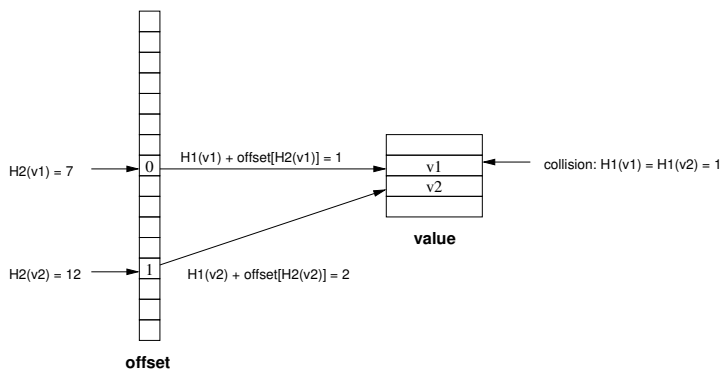 H2(v1) = 7
0
H1(v1) + offset[H2(v1)] = 1
v1
collision: H1(v1) = H1(v2) = 1
v2
value
H2(v2) = 12
1
H1(v2) + offset[H2(v2)] = 2
offset